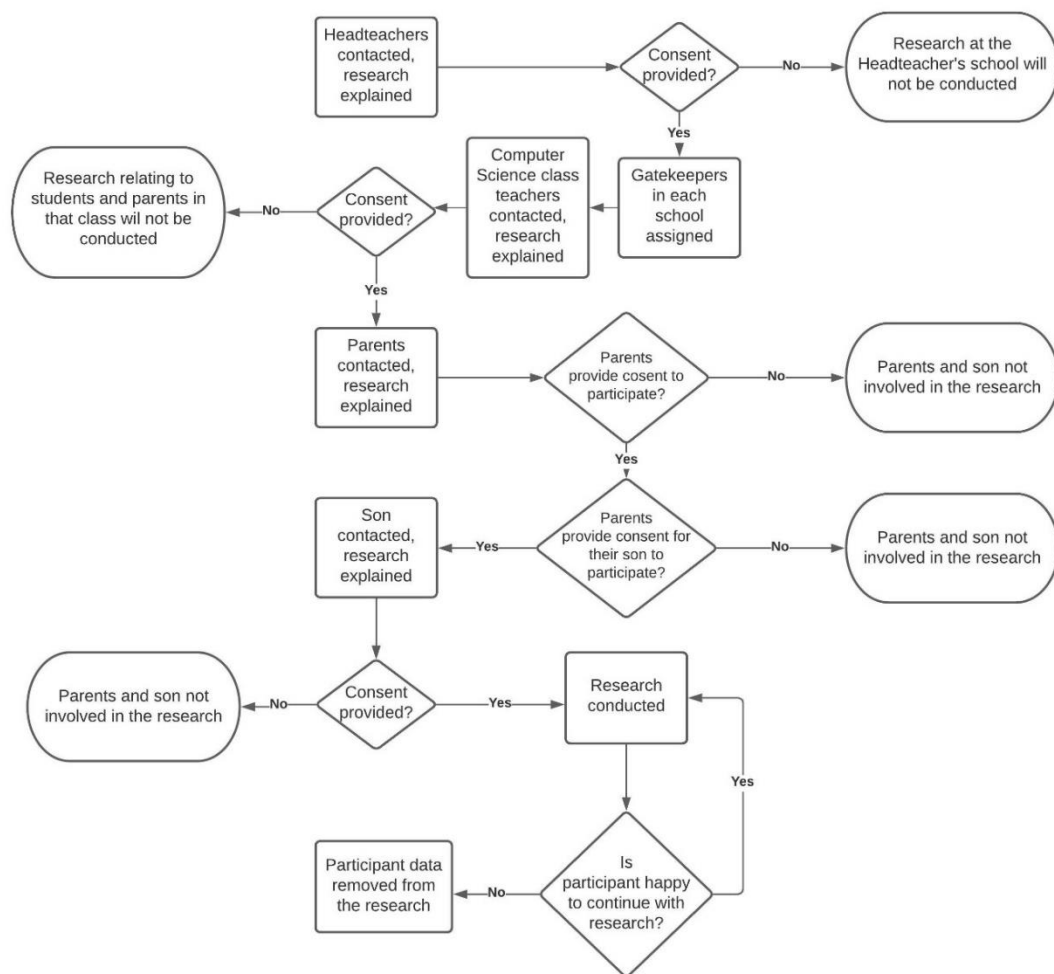 Headteachers
contacted,
research
explained
Consent
provided?
No
Research at the
Headteacher's school will
not be conducted
Yes
Gatekeepers
in each
school
assigned
Computer
Science class
teachers
contacted,
research
explained
Consent
provided?
No
Research relating to
students and parents in
that class wil not be
conducted
Yes
Parents
contacted,
research
explained
Parents
provide cosent to
participate?
No
Parents and son not
involved in the research
Yes
Parents
provide consent for
their son to
participate?
No
Parents and son not
involved in the research
Yes
Son
contacted,
research
explained
Consent
provided?
No
Parents and son not
involved in the research
Yes
Research
conducted
Is
participant happy
to continue with
research?
Yes
No
Participant data
removed from
the research